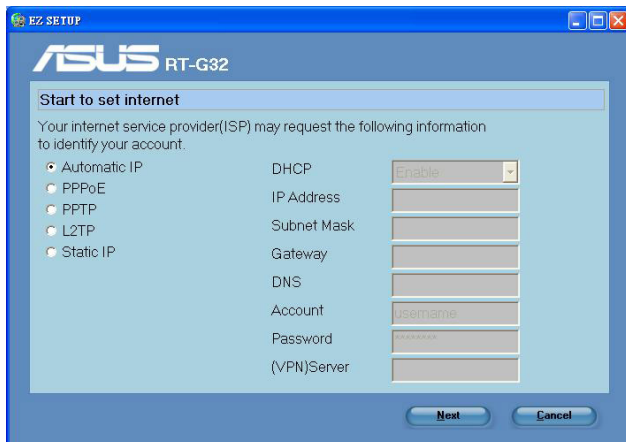 EZ SETUP
ASUS RT-G32
Start to set internet
Your internet service provider(ISP) may request the following information
to identify your account.
Automatic IP
PPPoE
PPTP
L2TP
Static IP
DHCP Enable
IP Address
Subnet Mask
Gateway
DNS
Account username
Password ********
(VPN)Server
Next Cancel